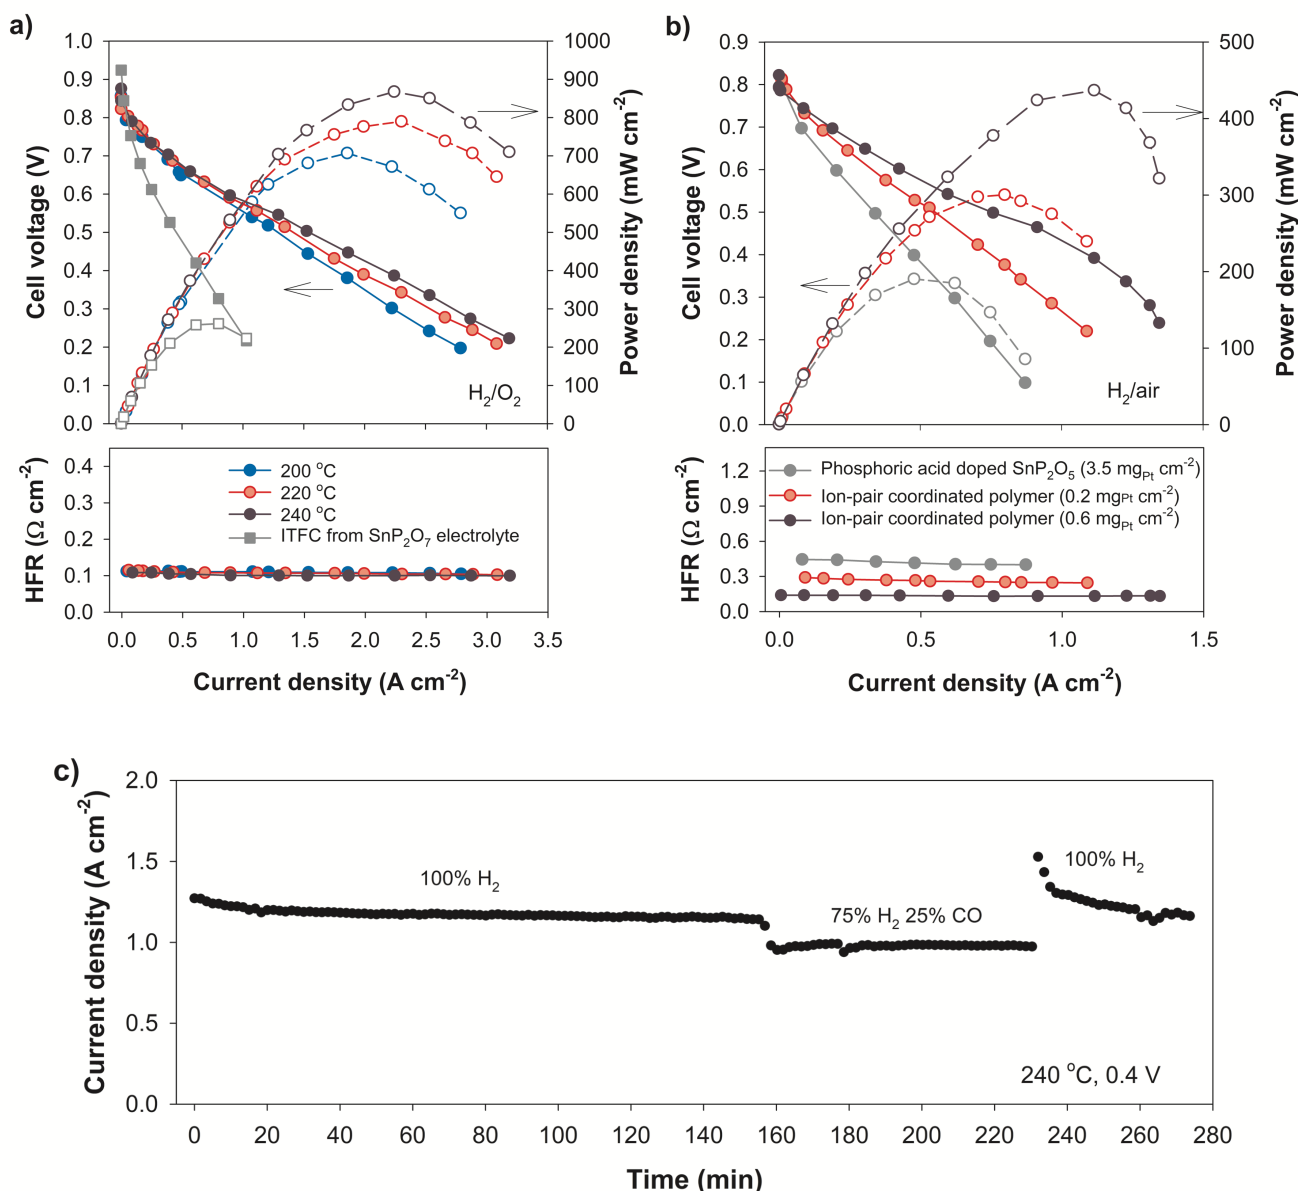 a)
1.0
0.9
0.8
0.7
0.6
0.5
0.4
0.3
0.2
0.1
0.0
Cell voltage (V)
1000
900
800
700
600
500
400
300
200
100
0
Power density (mW cm⁻²)
H₂/O₂
0.4
0.3
0.2
0.1
0.0
HFR (Ω cm⁻²)
200 °C
220 °C
240 °C
ITFC from SnP₂O₇ electrolyte
0.0 0.5 1.0 1.5 2.0 2.5 3.0 3.5
Current density (A cm⁻²)
b)
0.9
0.8
0.7
0.6
0.5
0.4
0.3
0.2
0.1
0.0
Cell voltage (V)
500
400
300
200
100
0
Power density (mW cm⁻²)
H₂/air
1.2
0.9
0.6
0.3
0.0
HFR (Ω cm⁻²)
Phosphoric acid doped SnP₂O₅ (3.5 mgPt cm⁻²)
Ion-pair coordinated polymer (0.2 mgPt cm⁻²)
Ion-pair coordinated polymer (0.6 mgPt cm⁻²)
0.0 0.5 1.0 1.5
Current density (A cm⁻²)
c)
2.0
1.5
1.0
0.5
0.0
Current density (A cm⁻²)
100% H₂
75% H₂ 25% CO
100% H₂
240 °C, 0.4 V
0 20 40 60 80 100 120 140 160 180 200 220 240 260 280
Time (min)